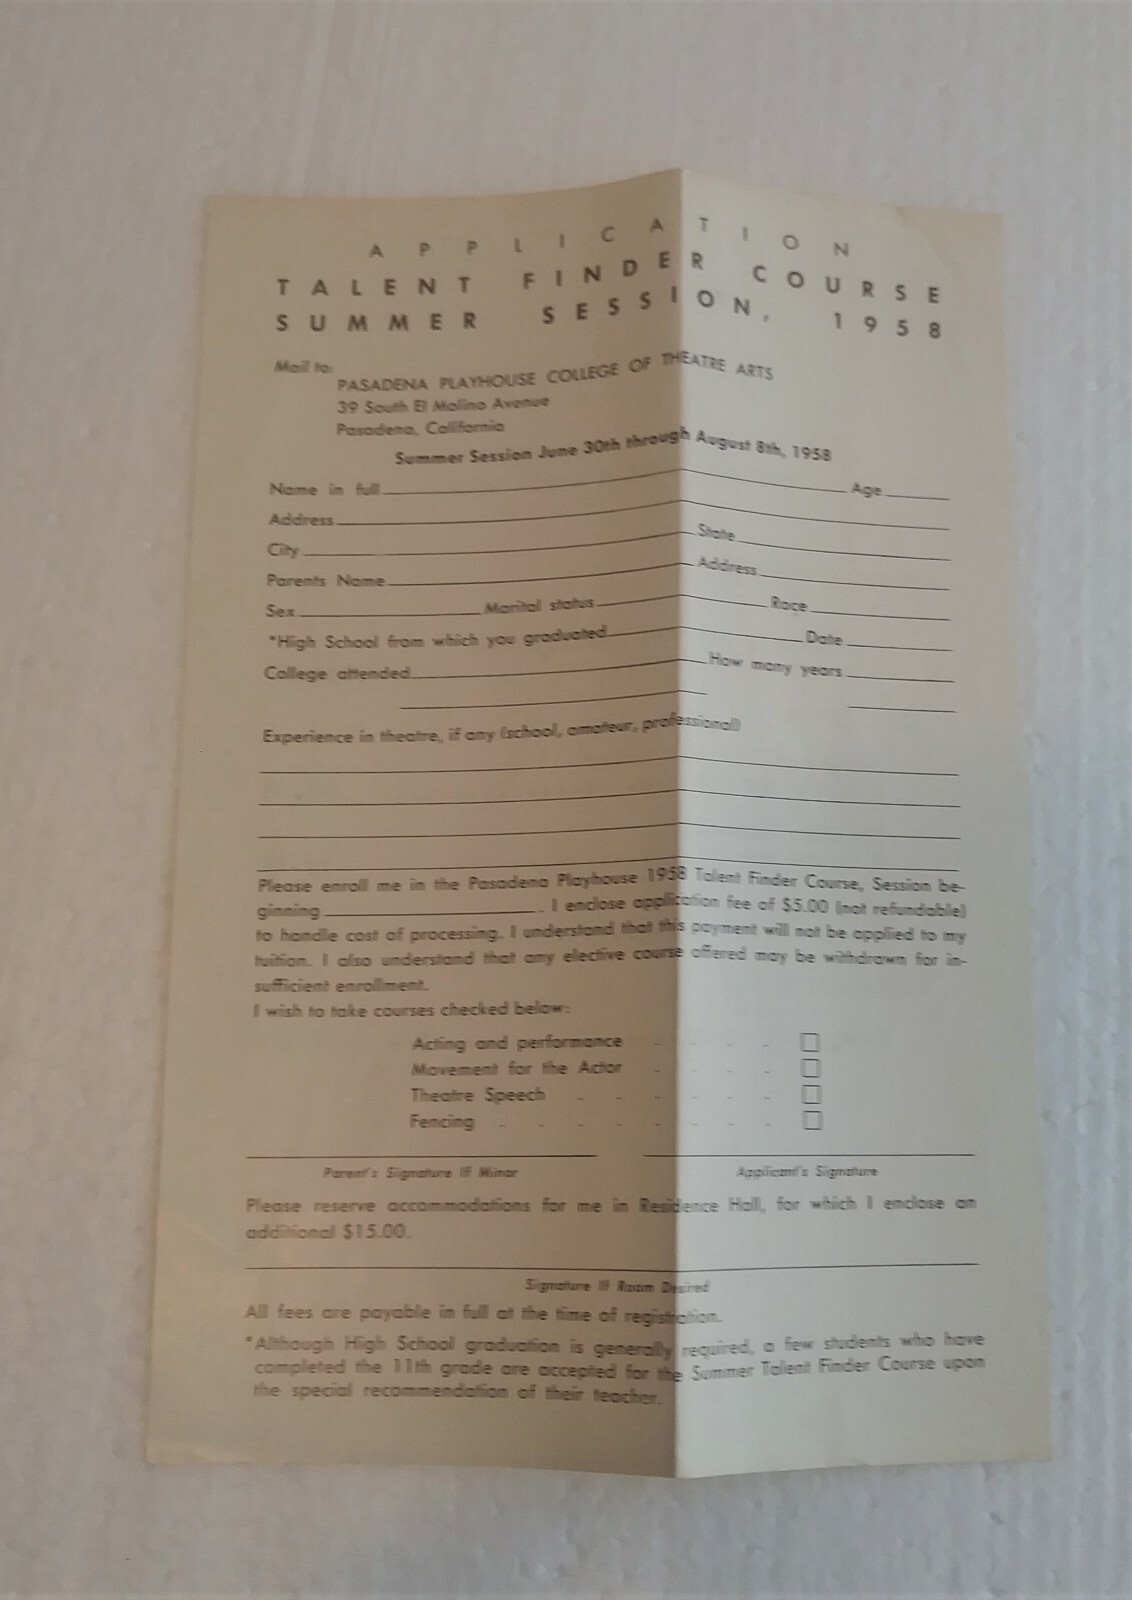 APPLICATION
TALENT FINDER COURSE
SUMMER SESSION, 1958
Mail to:
PASADENA PLAYHOUSE COLLEGE OF THEATRE ARTS
39 South El Molino Avenue
Pasadena, California
Summer Session June 30th through August 8th, 1958
Name in full Age
Address
City State
Parents Name Address
Sex Marital status Race
*High School from which you graduated Date
College attended How many years
Experience in theatre, if any (school, amateur, professional)
Please enroll me in the Pasadena Playhouse 1958 Talent Finder Course, Session be-
ginning . I enclose application fee of $5.00 (not refundable)
to handle cost of processing. I understand that this payment will not be applied to my
tuition. I also understand that any elective course offered may be withdrawn for in-
sufficient enrollment.
I wish to take courses checked below:
Acting and performance
Movement for the Actor
Theatre Speech
Fencing
Parent's Signature If Minor Applicant's Signature
Please reserve accommodations for me in Residence Hall, for which I enclose an
additional $15.00.
Signature If Room Desired
All fees are payable in full at the time of registration.
*Although High School graduation is generally required, a few students who have
completed the 11th grade are accepted for the Summer Talent Finder Course upon
the special recommendation of their teacher.